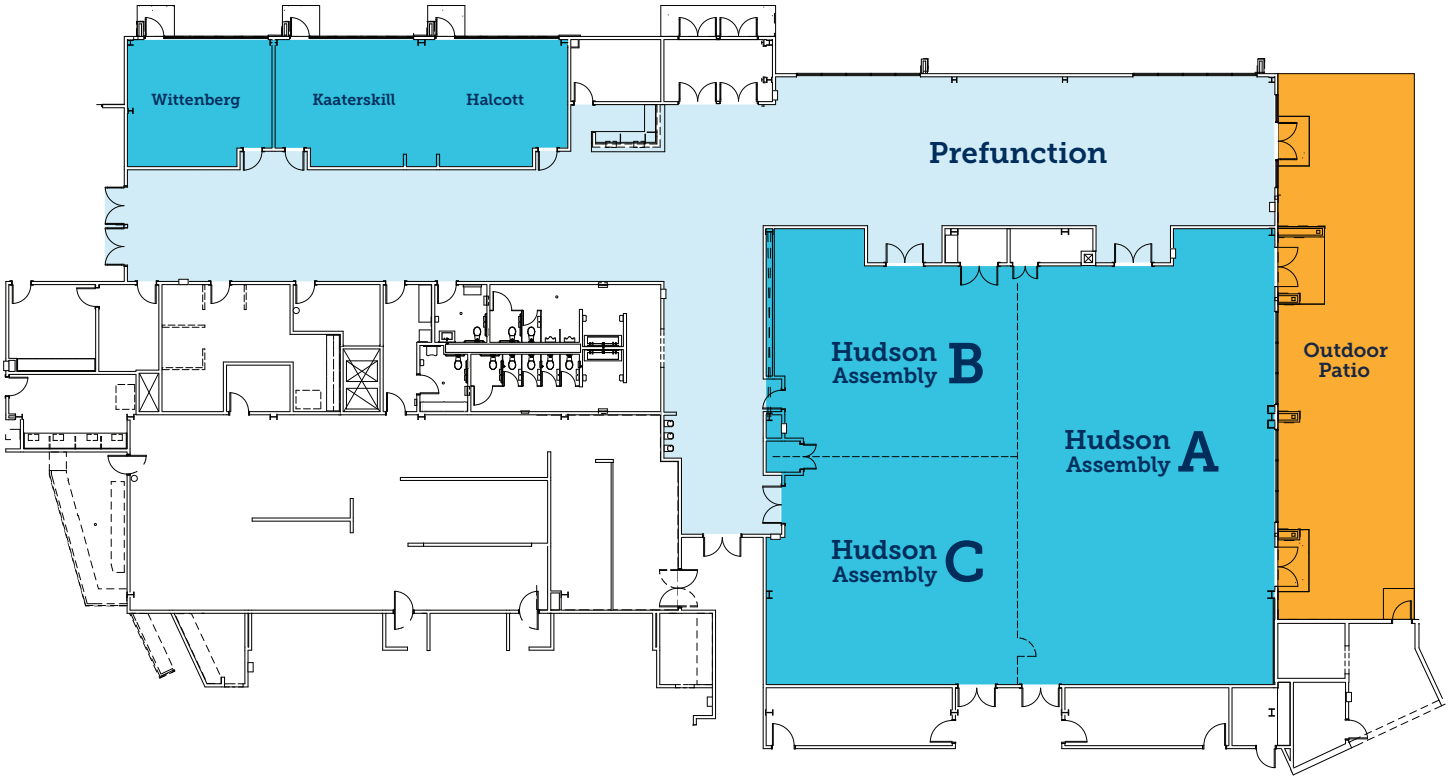 Wittenberg
Kaaterskill
Halcott
Prefunction
Hudson
Assembly B
Outdoor
Patio
Hudson
Assembly A
Hudson
Assembly C